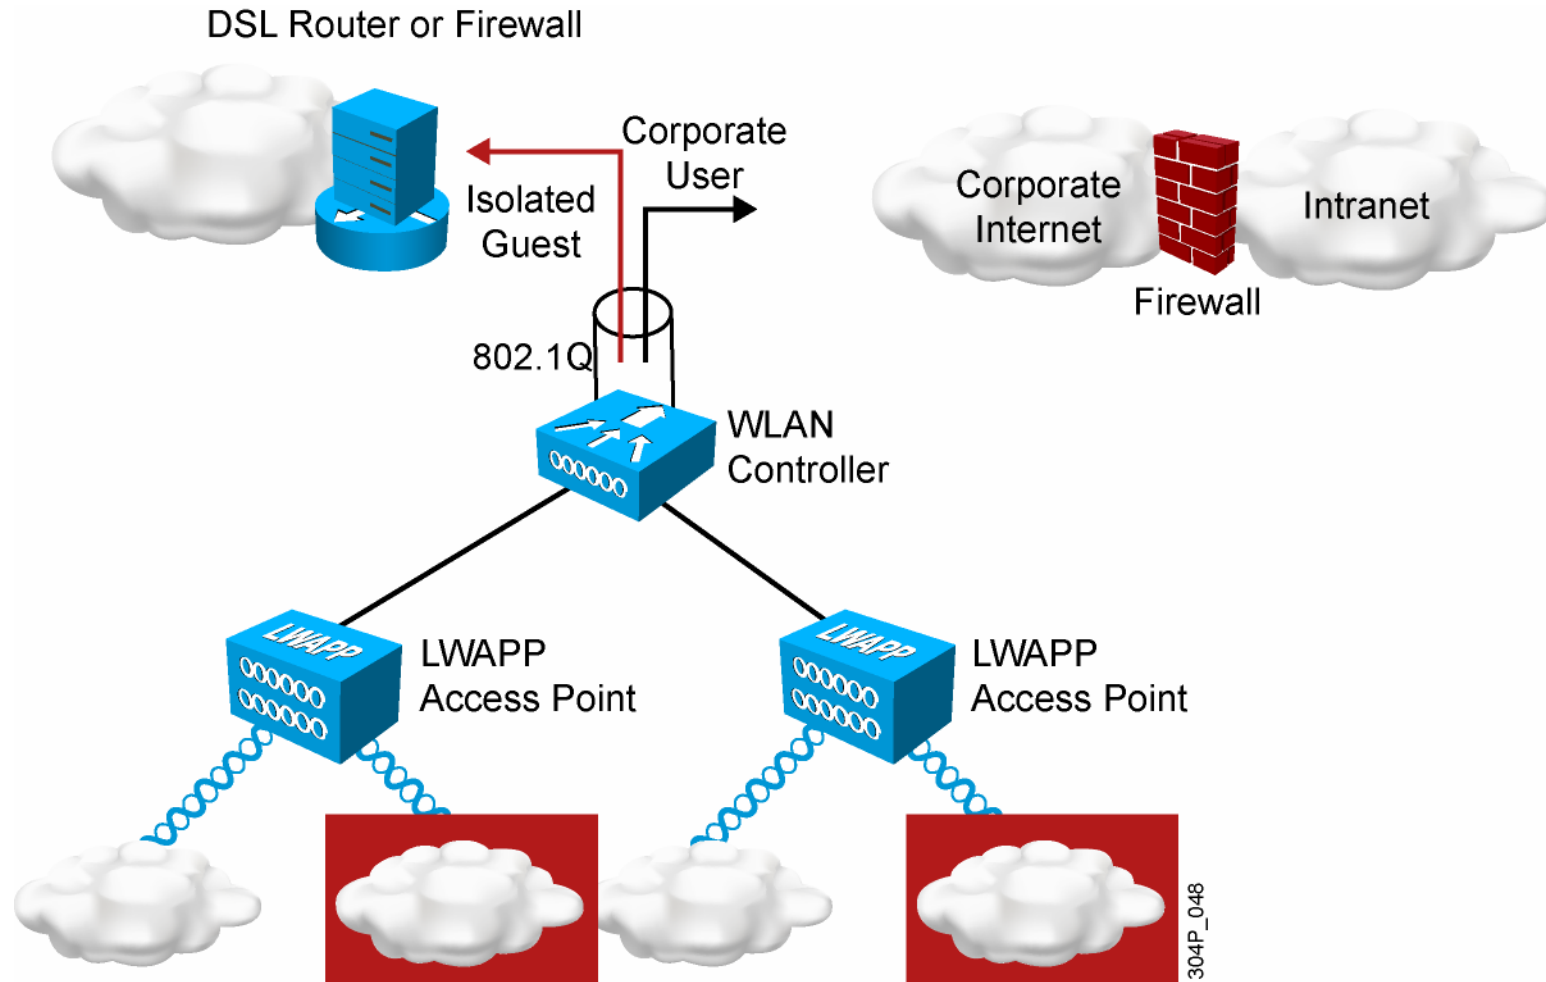 DSL Router or Firewall
Corporate
User
Isolated
Guest
Corporate
Internet
Intranet
Firewall
802.1Q
WLAN
Controller
LWAPP
LWAPP
Access Point
LWAPP
LWAPP
Access Point
304P_048